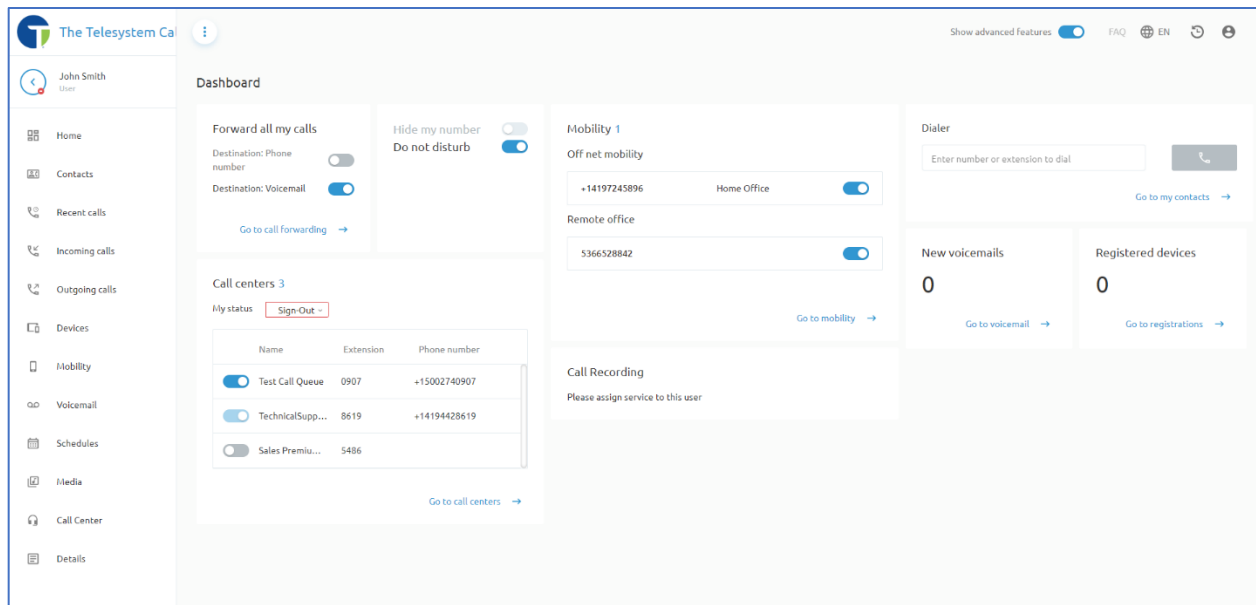 The Telesystem Cal
Show advanced features
FAQ
EN
John Smith
User
Home
Contacts
Recent calls
Incoming calls
Outgoing calls
Devices
Mobility
Voicemail
Schedules
Media
Call Center
Details
Dashboard
Forward all my calls
Destination: Phone
number
Destination: Voicemail
Go to call forwarding →
Hide my number
Do not disturb
Call centers 3
My status Sign-Out
Name Extension Phone number
Test Call Queue 0907 +15002740907
TechnicalSupp... 8619 +14194428619
Sales Premiu... 5486
Go to call centers →
Mobility 1
Off net mobility
+14197245896 Home Office
Remote office
5366528842
Go to mobility →
Call Recording
Please assign service to this user
Dialer
Enter number or extension to dial
Go to my contacts →
New voicemails
0
Go to voicemail →
Registered devices
0
Go to registrations →